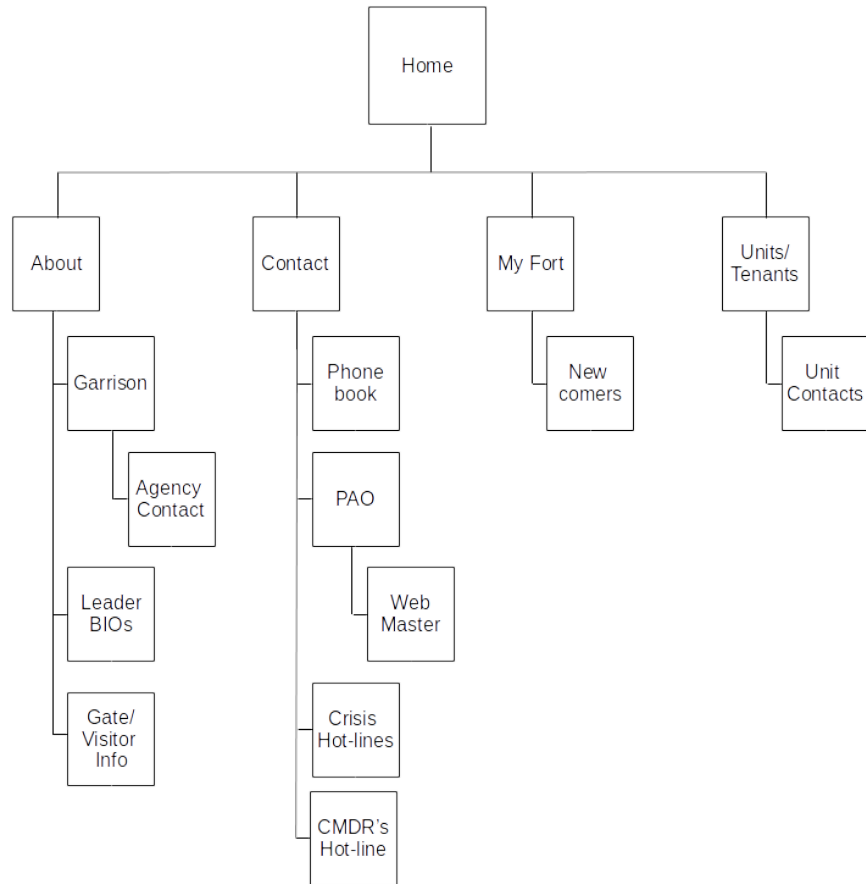 Home
About
Contact
My Fort
Units/
Tenants
Garrison
Agency
Contact
Leader
BIOs
Gate/
Visitor
Info
Phone
book
PAO
Web
Master
Crisis
Hot-lines
CMDR's
Hot-line
New
comers
Unit
Contacts